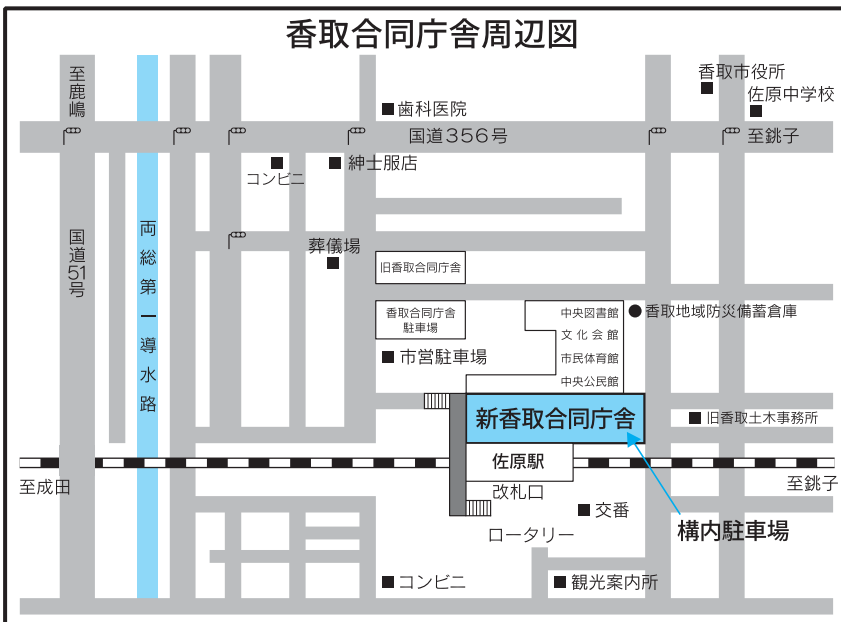 香取合同庁舎周辺図
至鹿嶋
香取市役所
佐原中学校
歯科医院
国道356号
至銚子
コンビニ
紳士服店
国道51号
両総第一導水路
葬儀場
旧香取合同庁舎
香取合同庁舎
駐車場
中央図書館
文化会館
市民体育館
中央公民館
香取地域防災備蓄倉庫
市営駐車場
新香取合同庁舎
旧香取土木事務所
佐原駅
至成田
至銚子
改札口
交番
ロータリー
構内駐車場
コンビニ
観光案内所